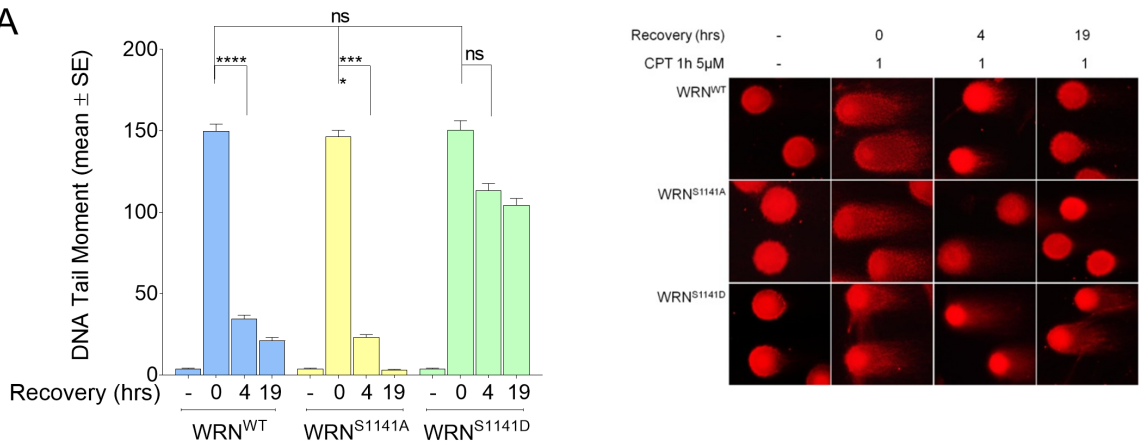 A
ns
****
***
*
ns
200
150
100
50
0
DNA Tail Moment (mean ± SE)
Recovery (hrs) - 0 4 19 - 0 4 19 - 0 4 19
WRN^WT WRN^S1141A WRN^S1141D
Recovery (hrs) - 0 4 19
CPT 1h 5µM - 1 1 1
WRN^WT
WRN^S1141A
WRN^S1141D